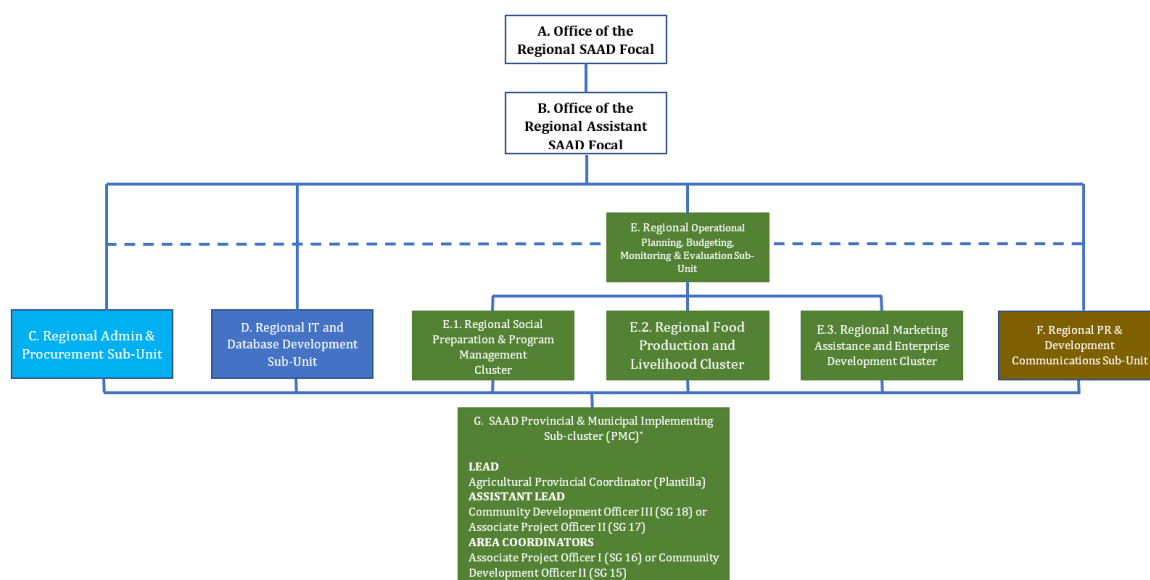 A. Office of the
Regional SAAD Focal
B. Office of the
Regional Assistant
SAAD Focal
E. Regional Operational
Planning, Budgeting,
Monitoring & Evaluation Sub-
Unit
C. Regional Admin &
Procurement Sub-Unit
D. Regional IT and
Database Development
Sub-Unit
E.1. Regional Social
Preparation & Program
Management
Cluster
E.2. Regional Food
Production and
Livelihood Cluster
E.3. Regional Marketing
Assistance and Enterprise
Development Cluster
F. Regional PR &
Development
Communications Sub-Unit
G. SAAD Provincial & Municipal Implementing
Sub-cluster (PMC)*
LEAD
Agricultural Provincial Coordinator (Plantilla)
ASSISTANT LEAD
Community Development Officer III (SG 18) or
Associate Project Officer II (SG 17)
AREA COORDINATORS
Associate Project Officer I (SG 16) or Community
Development Officer II (SG 15)